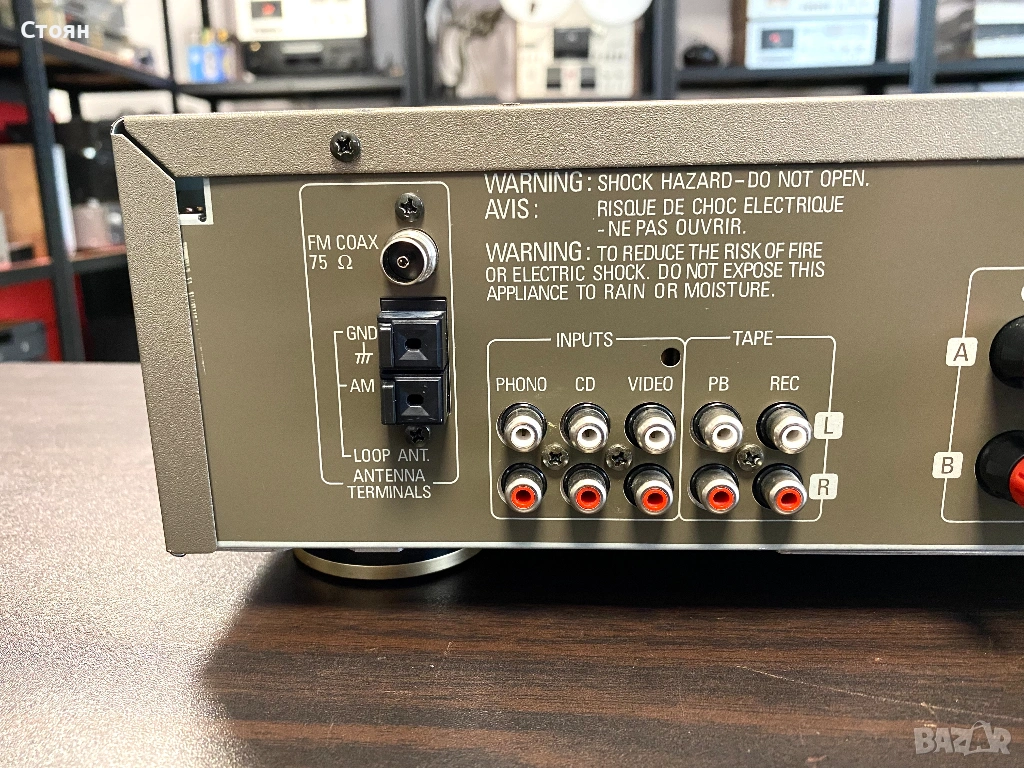 Стоян
WARNING: SHOCK HAZARD–DO NOT OPEN.
AVIS: RISQUE DE CHOC ELECTRIQUE
-NE PAS OUVRIR.
WARNING: TO REDUCE THE RISK OF FIRE
OR ELECTRIC SHOCK. DO NOT EXPOSE THIS
APPLIANCE TO RAIN OR MOISTURE.
FM COAX
75 Ω
GND
AM
LOOP ANT.
ANTENNA
TERMINALS
INPUTS TAPE
PHONO CD VIDEO PB REC
L
R
A
B
BAZAR